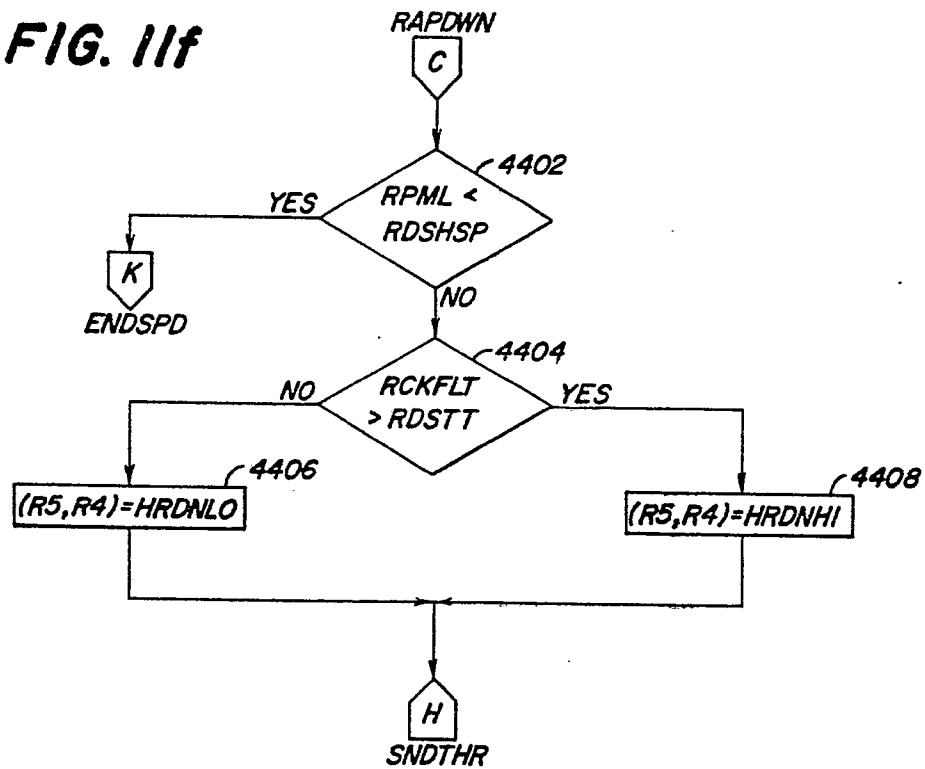 FIG. 11f
RAPDWN
C
4402
RPML <
RDSHSP
YES
K
ENDSPD
NO
4404
RCKFLT
> RDSTT
NO
YES
4406
(R5,R4)=HRDNLO
4408
(R5,R4)=HRDNHI
H
SNDTHR